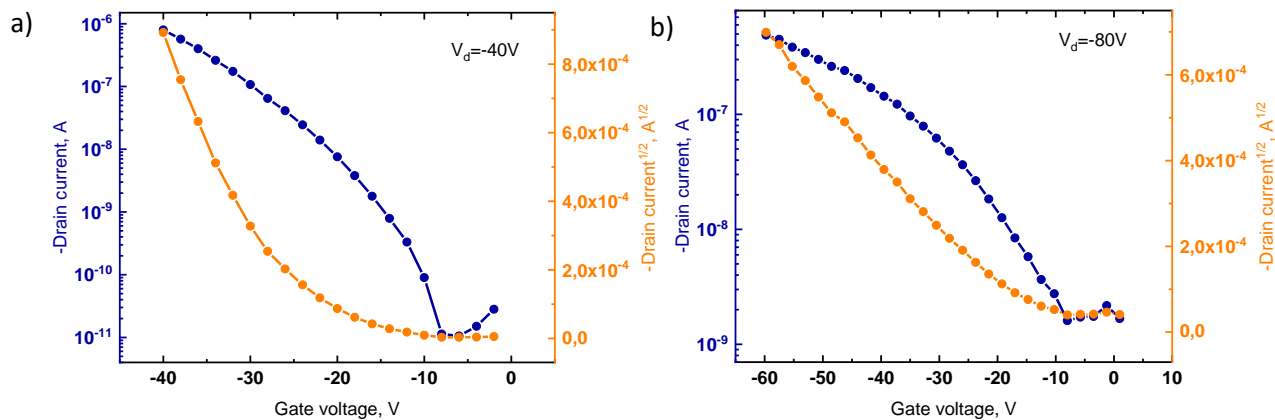 a)
V_d=-40V
-Drain current, A
10^-6
10^-7
10^-8
10^-9
10^-10
10^-11
-40
-30
-20
-10
0
Gate voltage, V
8,0x10^-4
6,0x10^-4
4,0x10^-4
2,0x10^-4
0,0
-Drain current^1/2, A^1/2
b)
V_d=-80V
-Drain current, A
10^-7
10^-8
10^-9
-60
-50
-40
-30
-20
-10
0
10
Gate voltage, V
6,0x10^-4
4,0x10^-4
2,0x10^-4
0,0
-Drain current^1/2, A^1/2